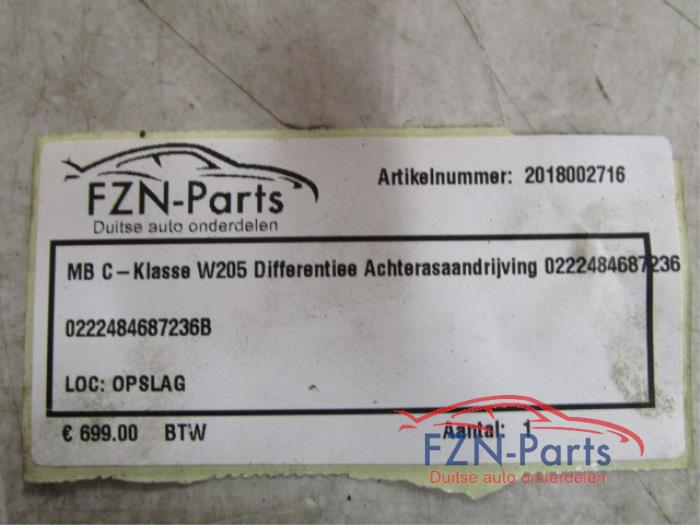 FZN-Parts
Duitse auto onderdelen
Artikelnummer: 2018002716
MB C-Klasse W205 Differentiee Achterasaandrijving 0222484687236
0222484687236B
LOC: OPSLAG
€ 699.00 BTW
Aantal: 1
FZN-Parts
Duitse auto onderdelen